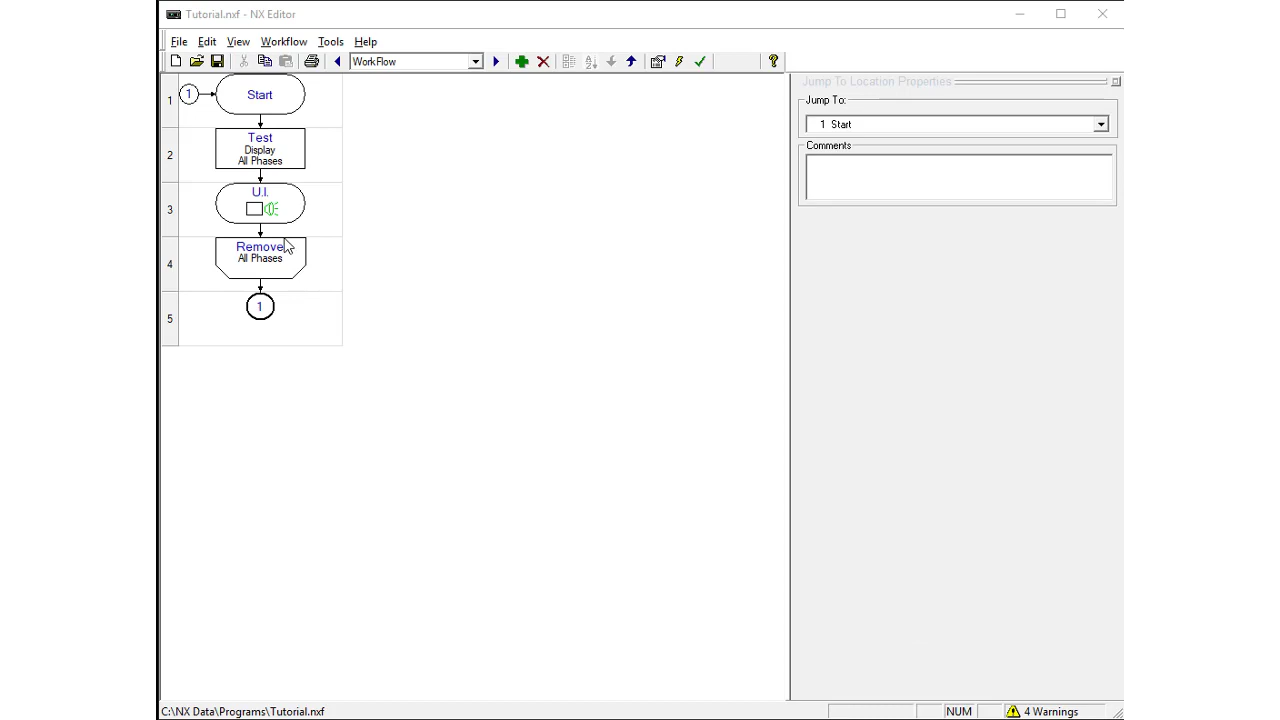 Tutorial.nxf - NX Editor
File Edit View Workflow Tools Help
WorkFlow
Jump To Location Properties
Jump To:
1 Start
Comments
1
1 Start
2 Test
Display
All Phases
3 U.I.
4 Remove
All Phases
5 1
C:\NX Data\Programs\Tutorial.nxf
NUM
4 Warnings